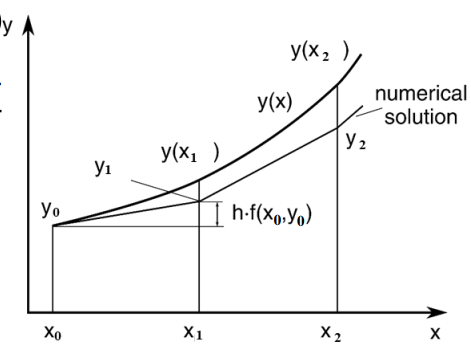 y
y(x₂ )
y(x)
numerical
solution
y(x₁ )
y₁
y₂
y₀
h·f(x₀,y₀)
x₀ x₁ x₂ x